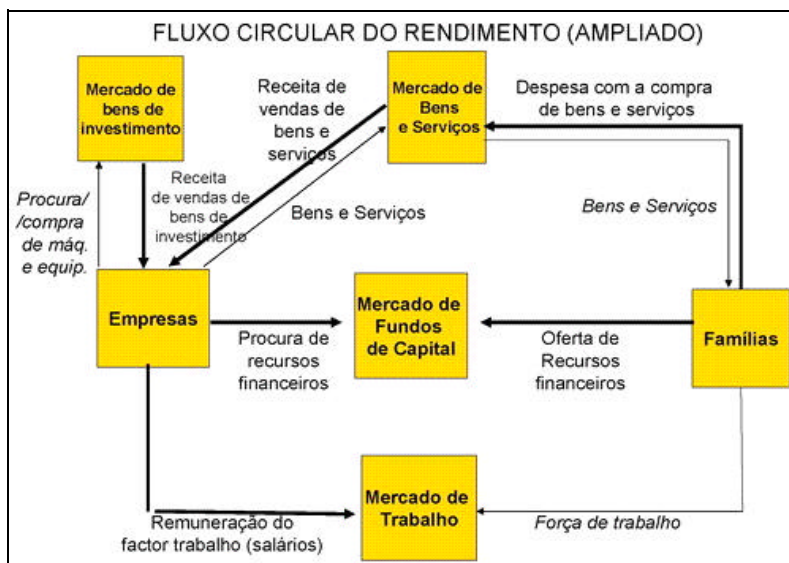 FLUXO CIRCULAR DO RENDIMENTO (AMPLIADO)
Mercado de
bens de
investimento
Receita de
vendas de
bens e
serviços
Mercado de
Bens
e Serviços
Despesa com a compra
de bens e serviços
Procura/
/compra
de máq.
e equip.
Receita
de vendas de
bens de
investimento
Bens e Serviços
Bens e Serviços
Empresas
Procura de
recursos
financeiros
Mercado de
Fundos
de Capital
Oferta de
Recursos
financeiros
Famílias
Remuneração do
factor trabalho (salários)
Mercado de
Trabalho
Força de trabalho